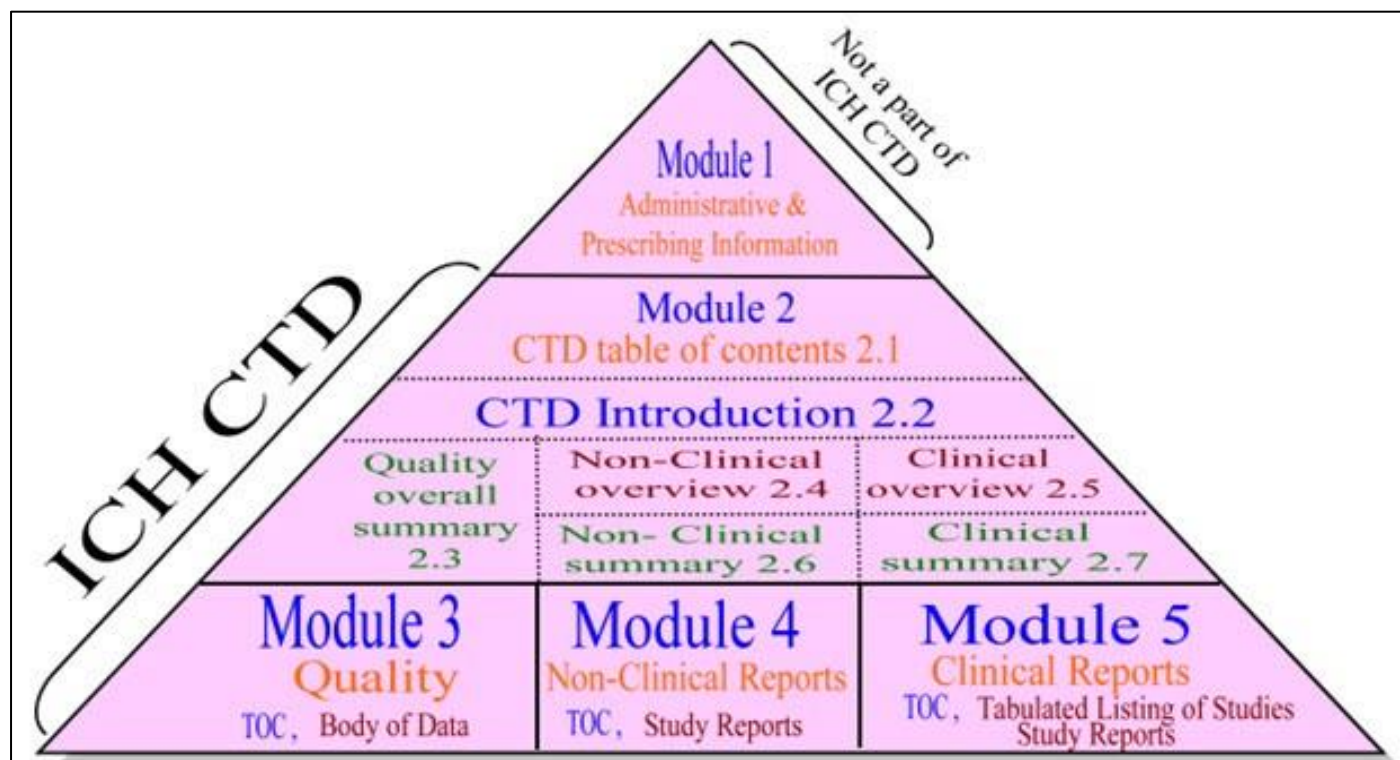 Not a part of
ICH CTD
Module 1
Administrative &
Prescribing Information
ICH CTD
Module 2
CTD table of contents 2.1
CTD Introduction 2.2
Quality
overall
summary
2.3
Non-Clinical
overview 2.4
Clinical
overview 2.5
Non- Clinical
summary 2.6
Clinical
summary 2.7
Module 3
Quality
TOC, Body of Data
Module 4
Non-Clinical Reports
TOC, Study Reports
Module 5
Clinical Reports
TOC, Tabulated Listing of Studies
Study Reports